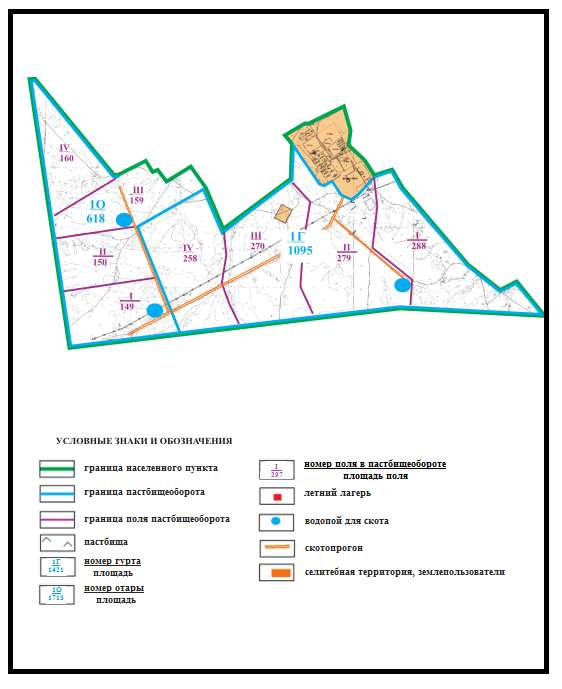 IV
160
III
159
1О
618
II
150
I
149
IV
258
III
270
1Г
1095
II
279
I
288
УСЛОВНЫЕ ЗНАКИ И ОБОЗНАЧЕНИЯ
граница населенного пункта
граница пастбищеоборота
граница поля пастбищеоборота
пастбища
1Г
1421
номер гурта
площадь
1О
1713
номер отары
площадь
I
297
номер поля в пастбищеобороте
площадь поля
летний лагерь
водопой для скота
скотопрогон
селитебная территория, землепользователи